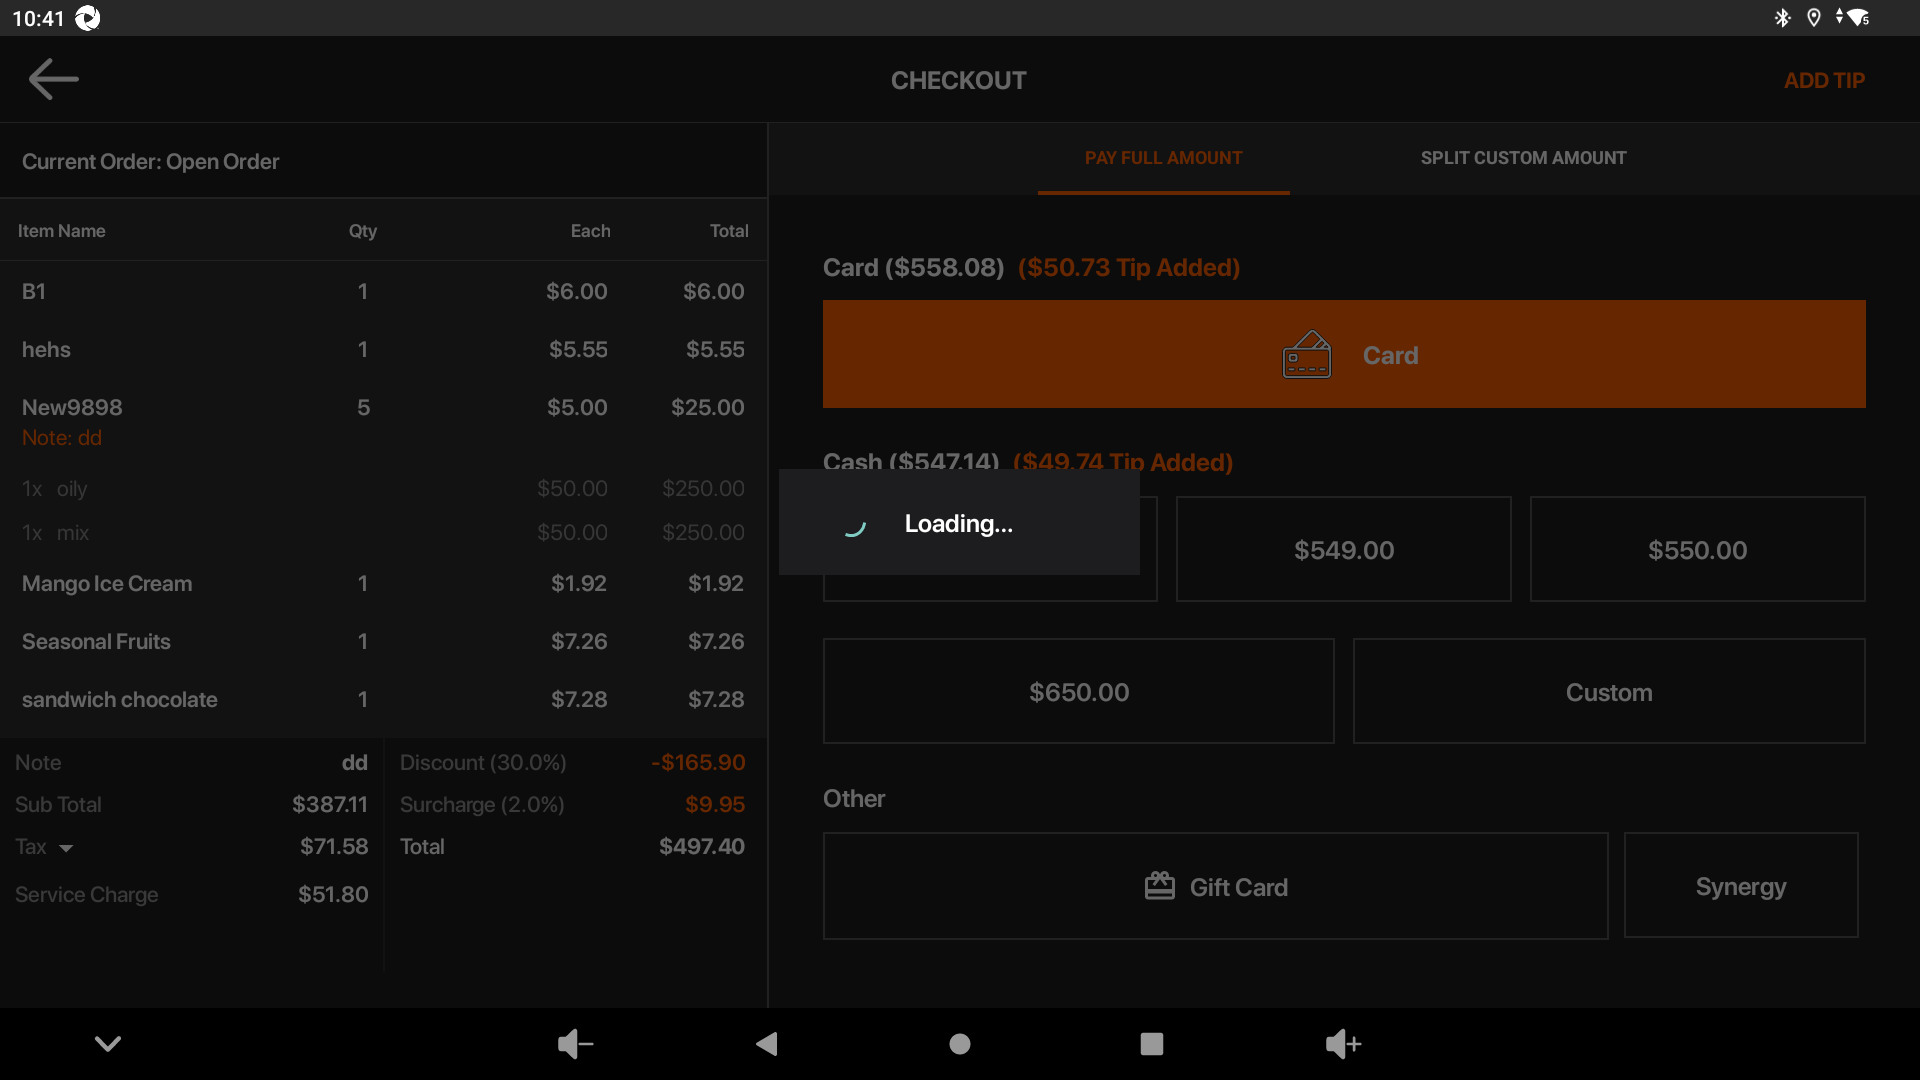 10:41
5
CHECKOUT
ADD TIP
Current Order: Open Order
PAY FULL AMOUNT
SPLIT CUSTOM AMOUNT
Item Name Qty Each Total
B1 1 $6.00 $6.00
hehs 1 $5.55 $5.55
New9898 5 $5.00 $25.00
Note: dd
1x oily $50.00 $250.00
1x mix $50.00 $250.00
Mango Ice Cream 1 $1.92 $1.92
Seasonal Fruits 1 $7.26 $7.26
sandwich chocolate 1 $7.28 $7.28
Note dd
Sub Total $387.11
Tax $71.58
Service Charge $51.80
Discount (30.0%) -$165.90
Surcharge (2.0%) $9.95
Total $497.40
Card ($558.08) ($50.73 Tip Added)
Card
Cash ($547.14) ($49.74 Tip Added)
Loading...
$549.00
$550.00
$650.00
Custom
Other
Gift Card
Synergy